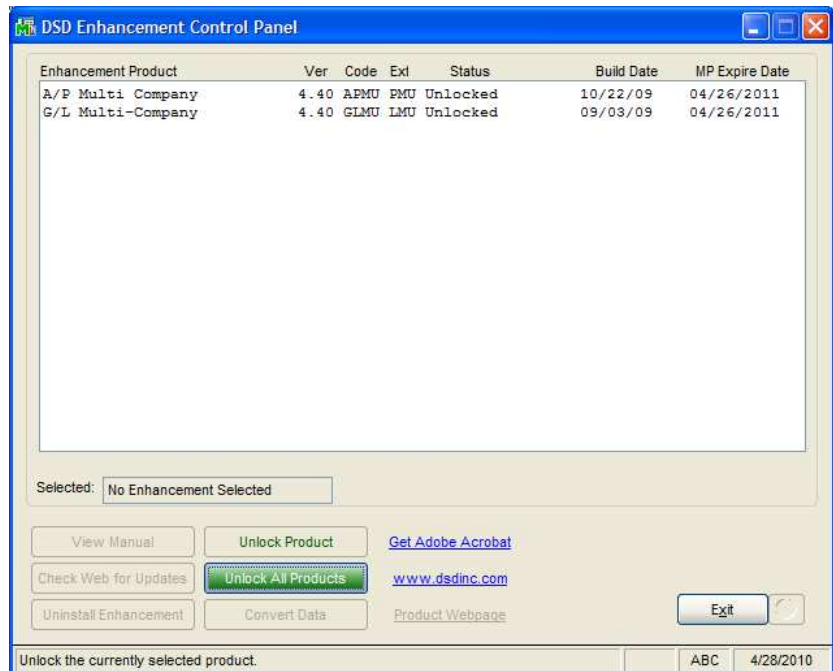 DSD Enhancement Control Panel
Enhancement Product Ver Code Ext Status Build Date MP Expire Date
A/P Multi Company 4.40 APMU PMU Unlocked 10/22/09 04/26/2011
G/L Multi-Company 4.40 GLMU LMU Unlocked 09/03/09 04/26/2011
Selected: No Enhancement Selected
View Manual Unlock Product Get Adobe Acrobat
Check Web for Updates Unlock All Products www.dsdinc.com
Uninstall Enhancement Convert Data Product Webpage Exit
Unlock the currently selected product. ABC 4/28/2010